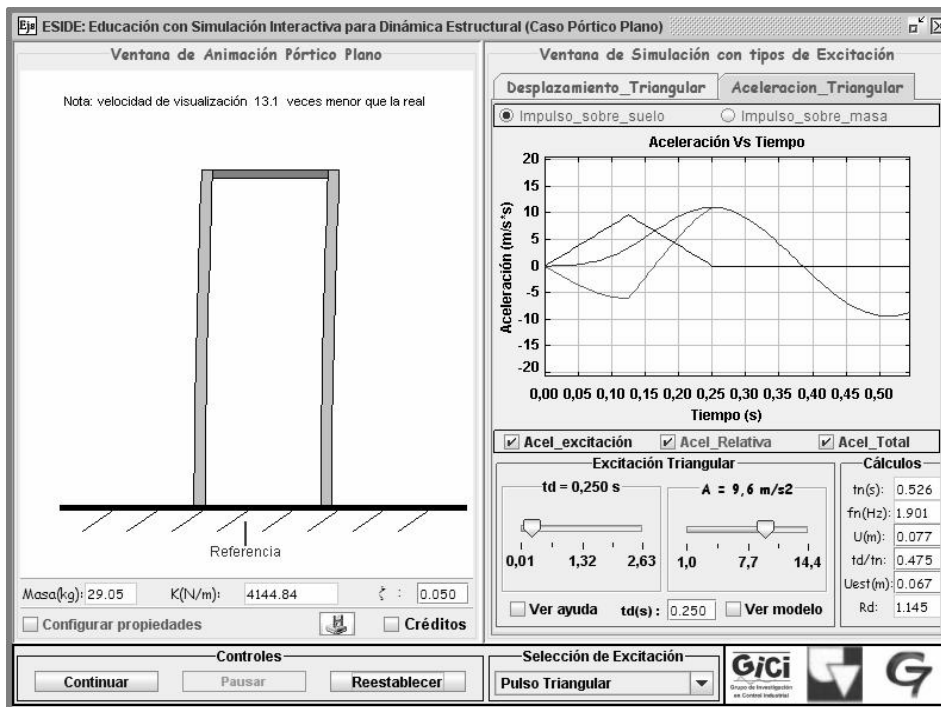 Ejs ESIDE: Educación con Simulación Interactiva para Dinámica Estructural (Caso Pórtico Plano)
Ventana de Animación Pórtico Plano
Nota: velocidad de visualización 13.1 veces menor que la real
Referencia
Masa(kg): 29.05 K(N/m): 4144.84 ζ : 0.050
Configurar propiedades Créditos
Ventana de Simulación con tipos de Excitación
Desplazamiento_Triangular Aceleracion_Triangular
Impulso_sobre_suelo Impulso_sobre_masa
Aceleración Vs Tiempo
Aceleración (m/s*s)
20
15
10
5
0
-5
-10
-15
-20
0,00 0,05 0,10 0,15 0,20 0,25 0,30 0,35 0,40 0,45 0,50
Tiempo (s)
Acel_excitación Acel_Relativa Acel_Total
Excitación Triangular
td = 0,250 s A = 9,6 m/s2
0,01 1,32 2,63 1,0 7,7 14,4
Ver ayuda td(s): 0.250 Ver modelo
Cálculos
tn(s): 0.526
fn(Hz): 1.901
U(m): 0.077
td/tn: 0.475
Uest(m): 0.067
Rd: 1.145
Controles
Continuar Pausar Reestablecer
Selección de Excitación
Pulso Triangular
GiCi
Grupo de Investigación
en Control Industrial